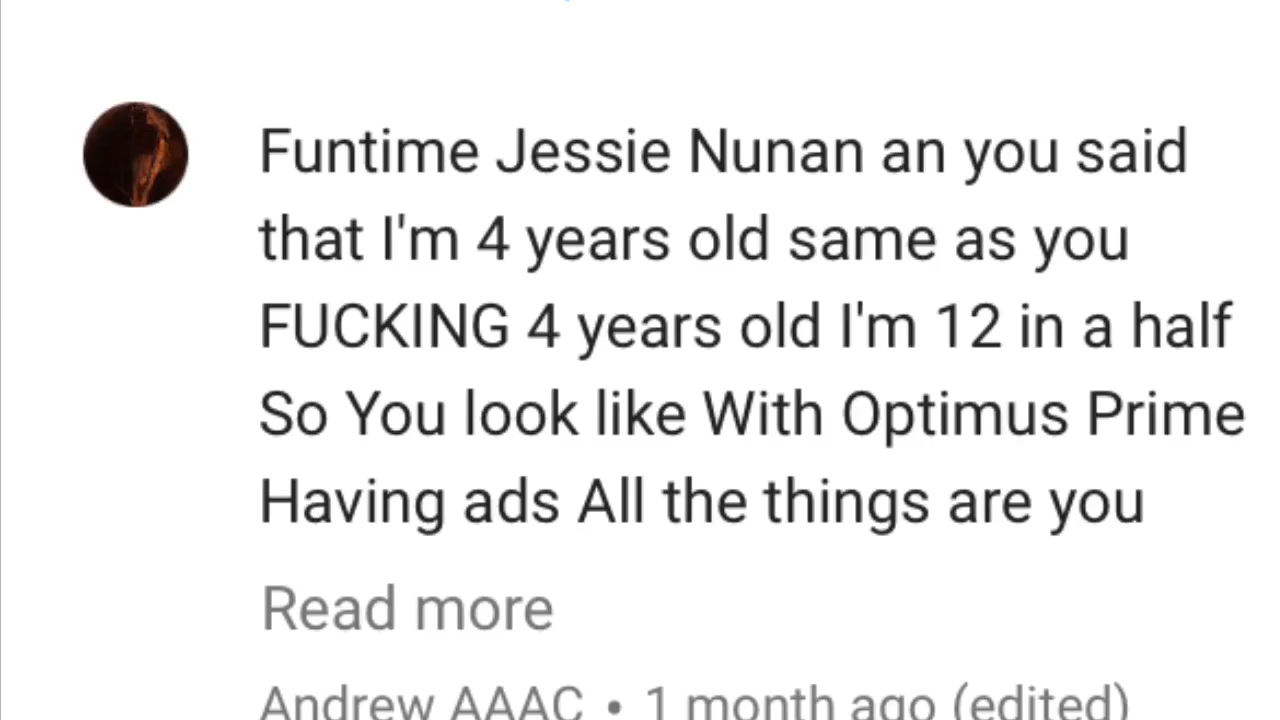 Funtime Jessie Nunan an you said
that I'm 4 years old same as you
FUCKING 4 years old I'm 12 in a half
So You look like With Optimus Prime
Having ads All the things are you
Read more
Andrew AAAC • 1 month ago (edited)